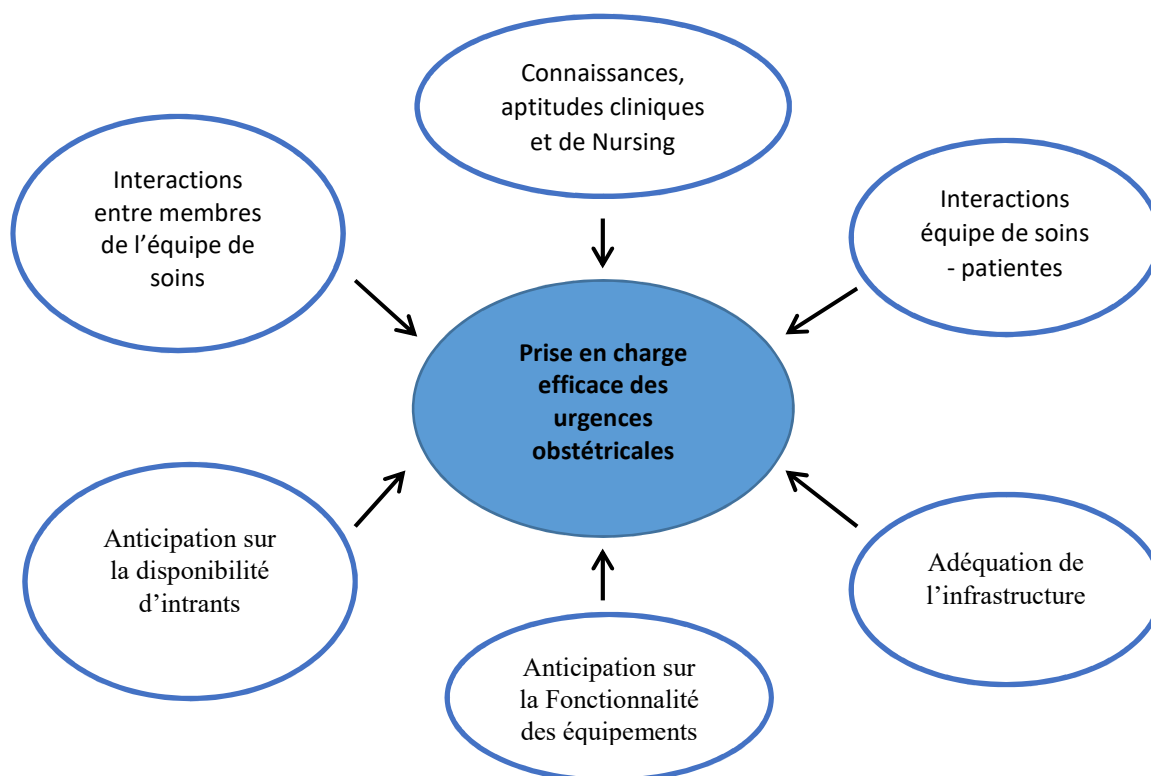 Connaissances,
aptitudes cliniques
et de Nursing
Interactions
entre membres
de l’équipe de
soins
Interactions
équipe de soins
- patientes
Prise en charge
efficace des
urgences
obstétricales
Anticipation sur
la disponibilité
d’intrants
Adéquation de
l’infrastructure
Anticipation sur
la Fonctionnalité
des équipements